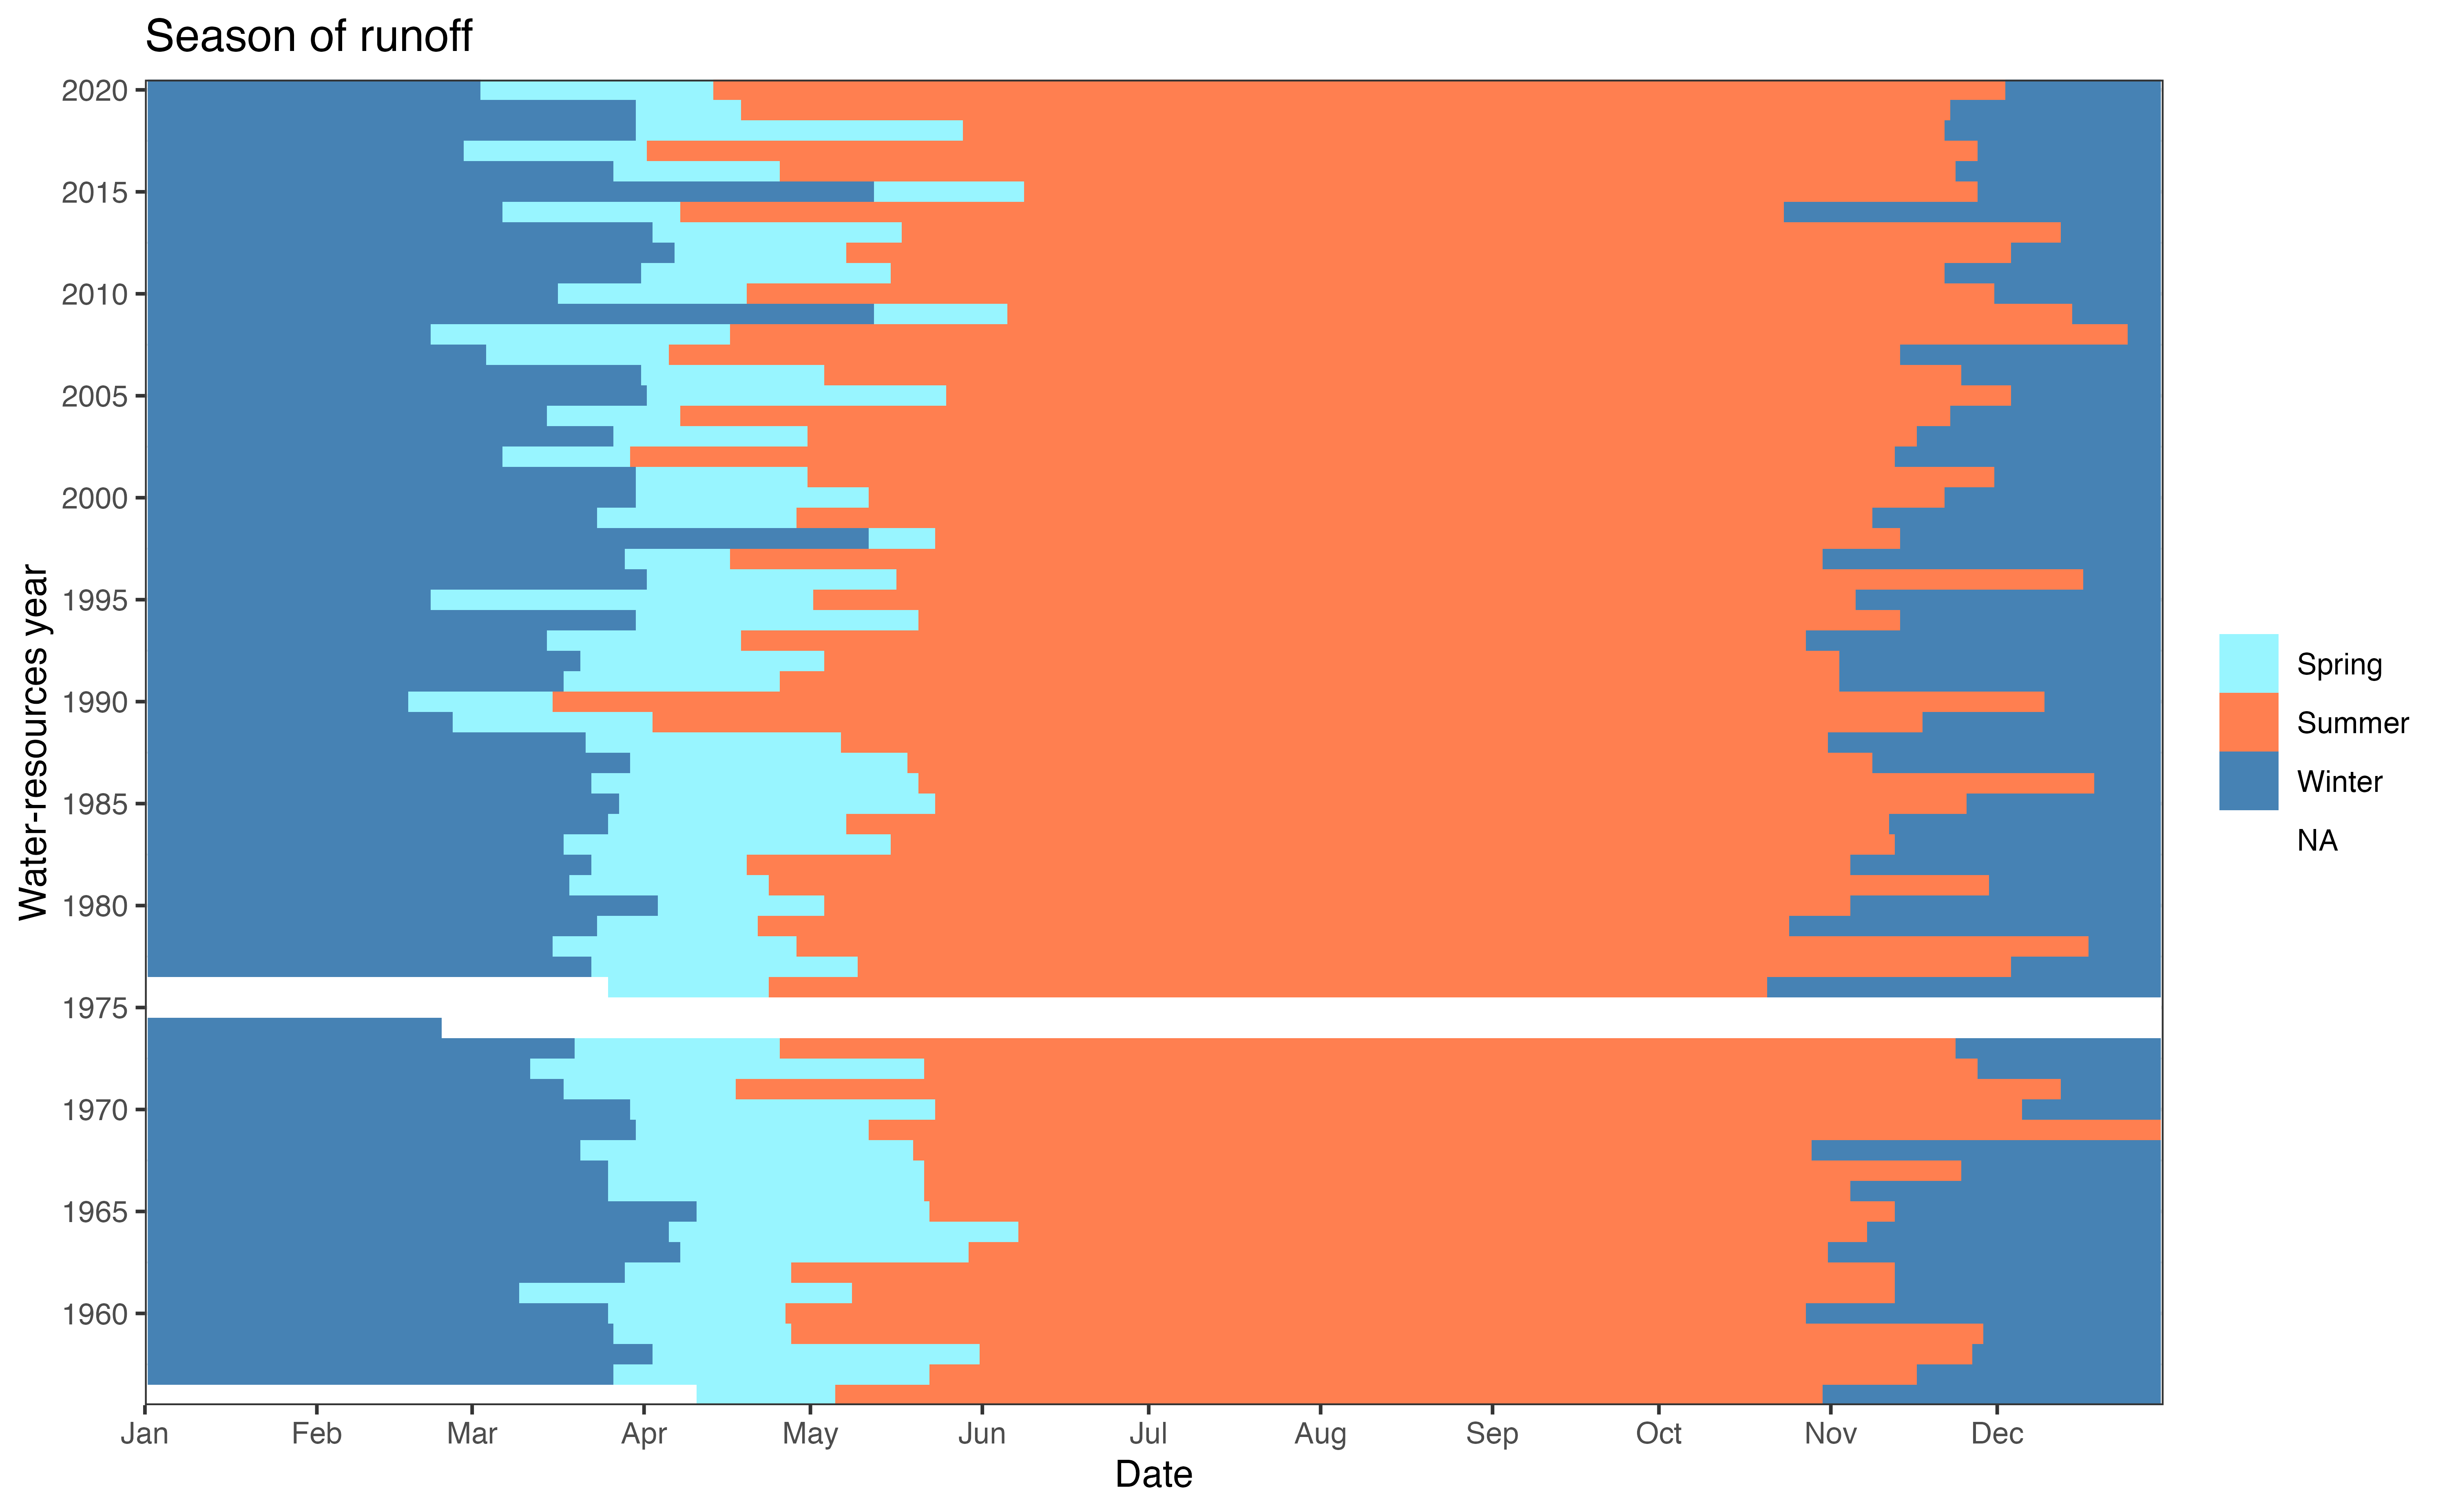 Season of runoff
Water-resources year
2020
2015
2010
2005
2000
1995
1990
1985
1980
1975
1970
1965
1960
Jan Feb Mar Apr May Jun Jul Aug Sep Oct Nov Dec
Date
Spring
Summer
Winter
NA